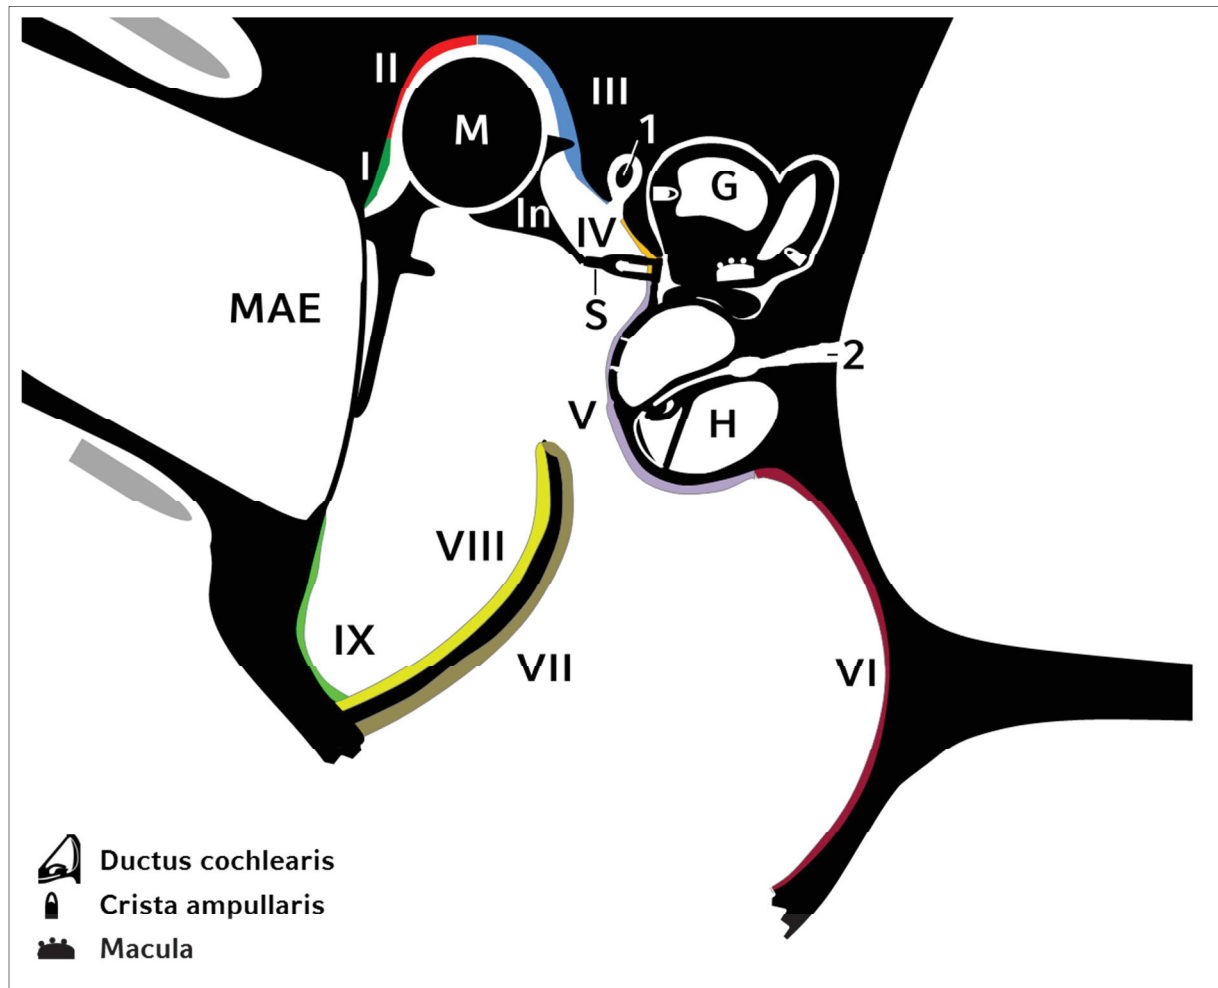 II
III
1
M
I
G
In
IV
MAE
S
2
V
H
VIII
IX
VII
VI
Ductus cochlearis
Crista ampullaris
Macula